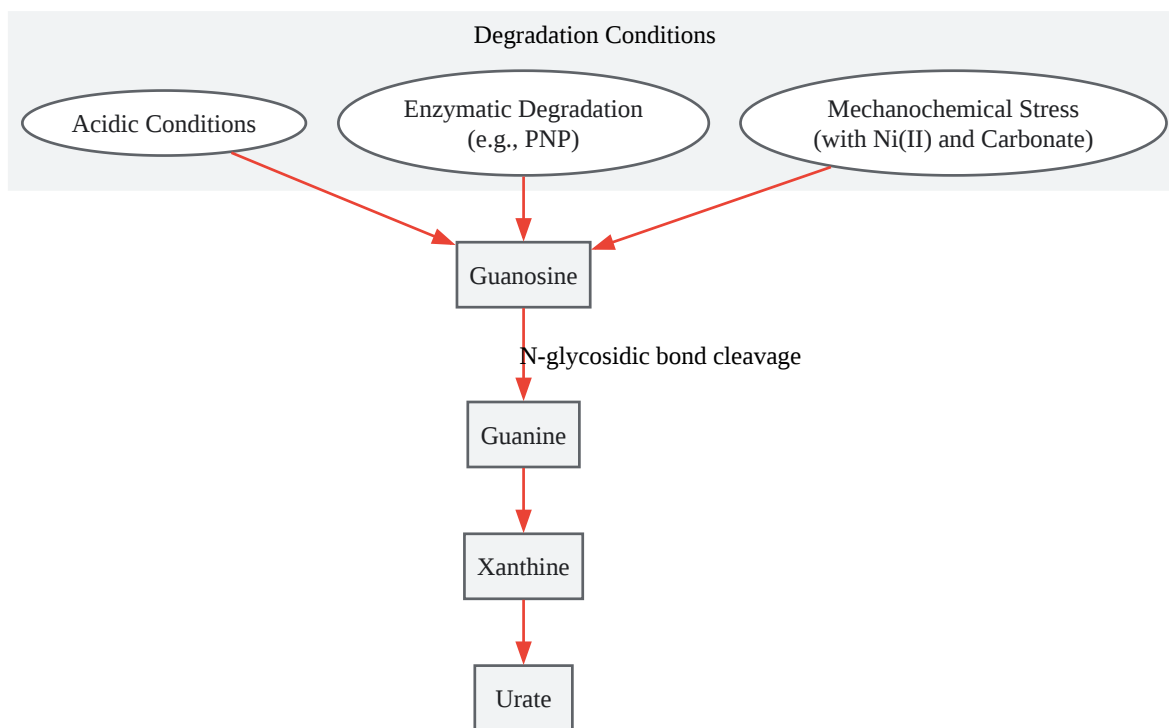 Degradation Conditions
Acidic Conditions
Enzymatic Degradation
(e.g., PNP)
Mechanochemical Stress
(with Ni(II) and Carbonate)
Guanosine
N-glycosidic bond cleavage
Guanine
Xanthine
Urate